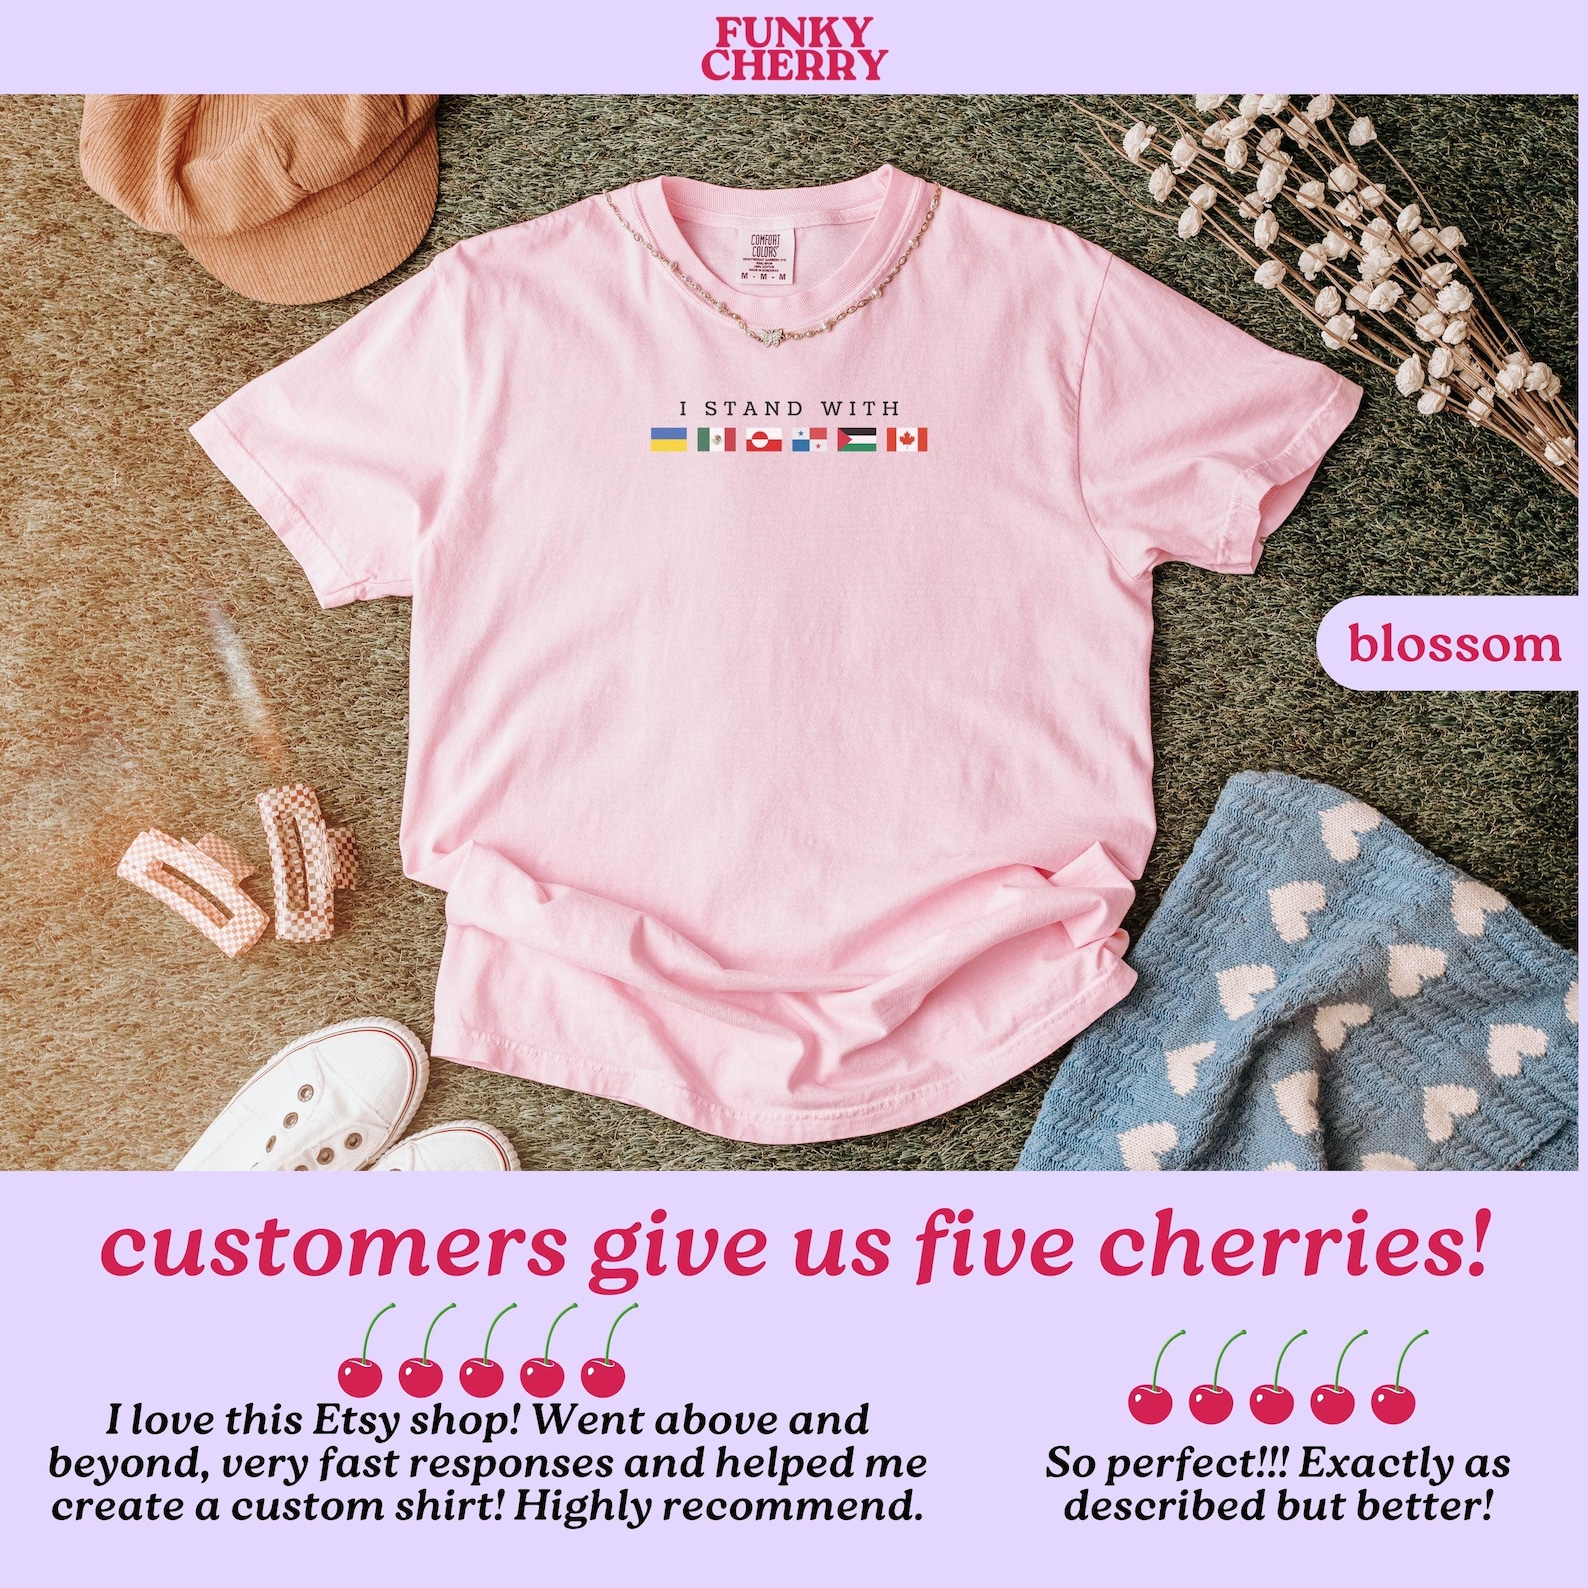 FUNKY
CHERRY
COMFORT
COLORS
M - M - M
I STAND WITH
blossom
customers give us five cherries!
I love this Etsy shop! Went above and
beyond, very fast responses and helped me
create a custom shirt! Highly recommend.
So perfect!!! Exactly as
described but better!